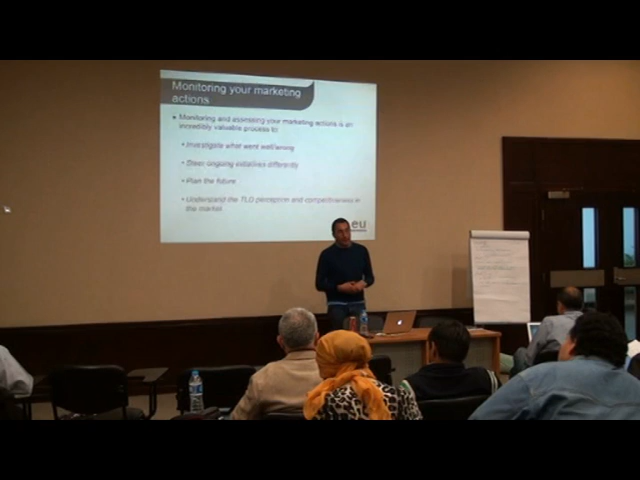 Monitoring your marketing
actions
Monitoring and assessing your marketing actions is an
incredibly valuable process to:
• Investigate what went well/wrong
• Steer ongoing initiatives differently
• Plan the future
• Understand the TLD perception and competitiveness in
the market
eu